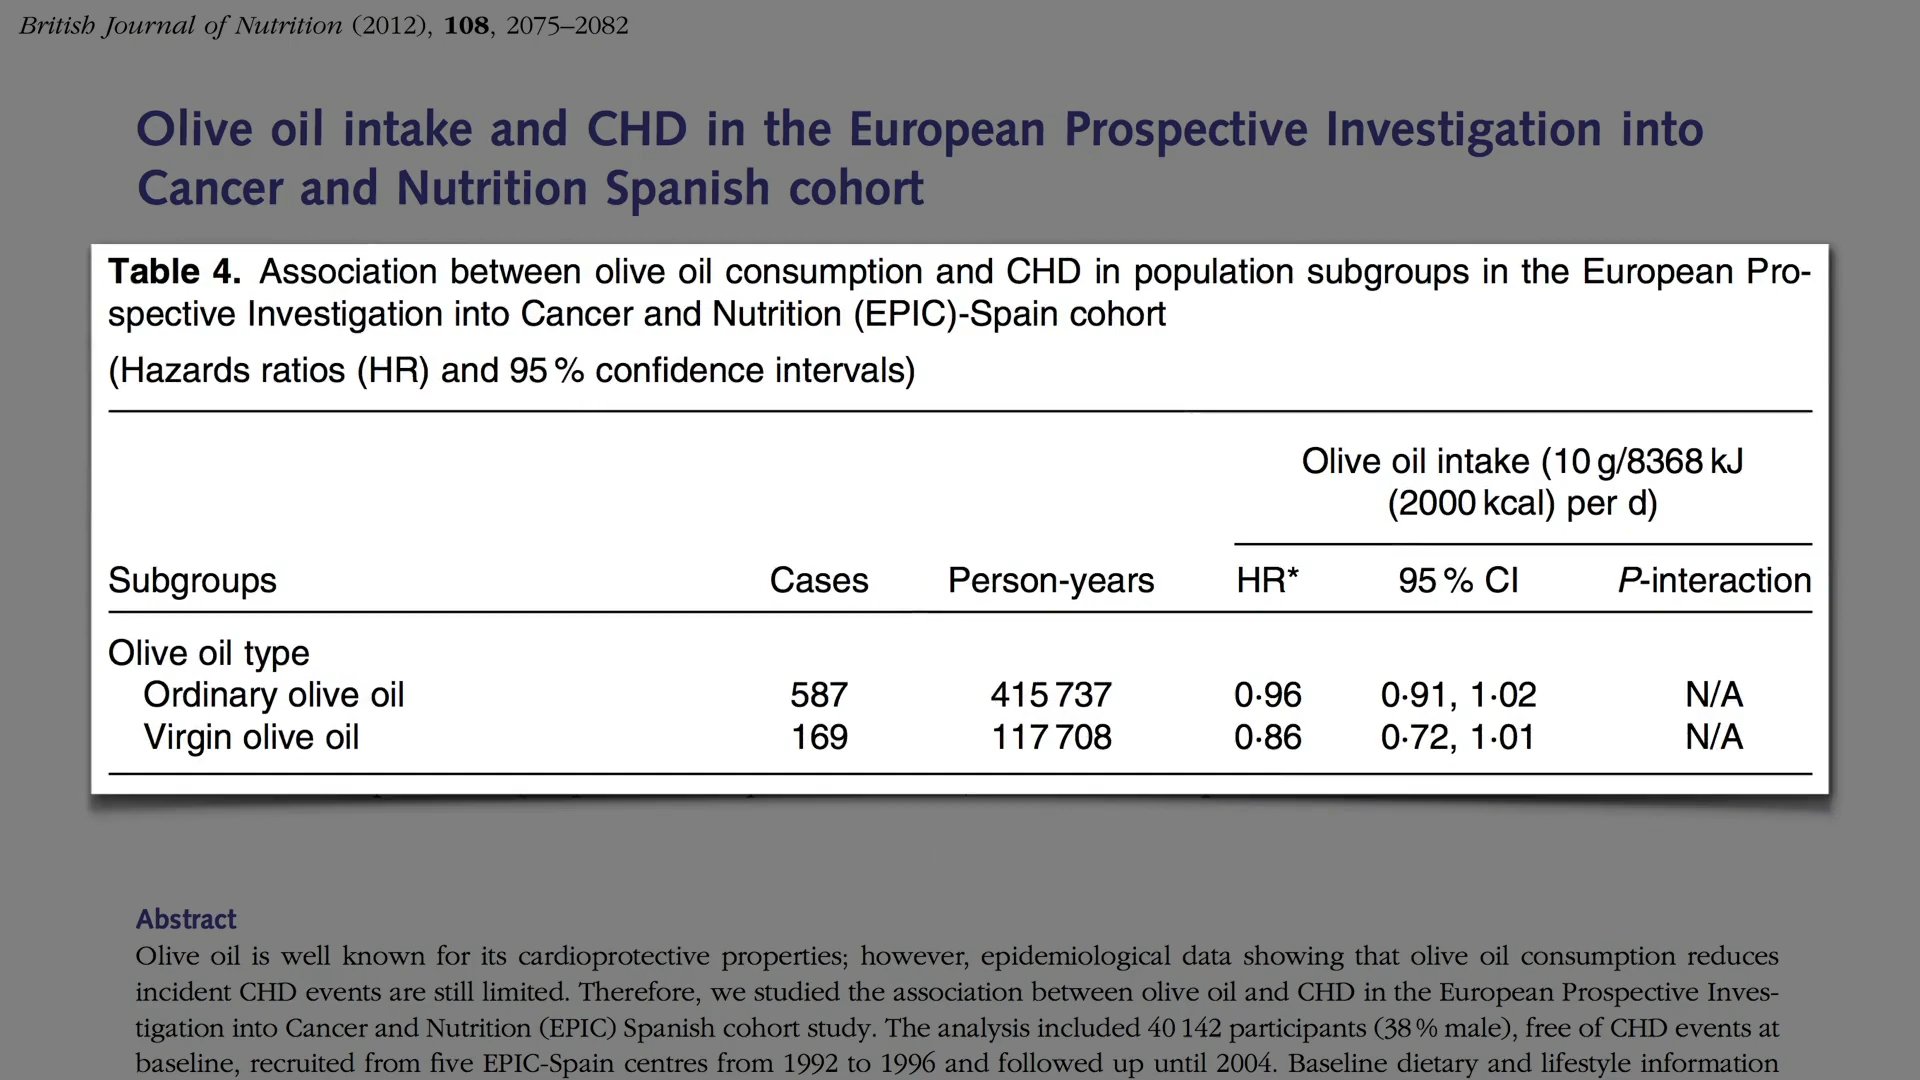 British Journal of Nutrition (2012), 108, 2075–2082
Olive oil intake and CHD in the European Prospective Investigation into
Cancer and Nutrition Spanish cohort
Table 4. Association between olive oil consumption and CHD in population subgroups in the European Pro-
spective Investigation into Cancer and Nutrition (EPIC)-Spain cohort
(Hazards ratios (HR) and 95 % confidence intervals)
Olive oil intake (10 g/8368 kJ
(2000 kcal) per d)
Subgroups Cases Person-years HR* 95 % CI P-interaction
Olive oil type
Ordinary olive oil 587 415 737 0·96 0·91, 1·02 N/A
Virgin olive oil 169 117 708 0·86 0·72, 1·01 N/A
Abstract
Olive oil is well known for its cardioprotective properties; however, epidemiological data showing that olive oil consumption reduces
incident CHD events are still limited. Therefore, we studied the association between olive oil and CHD in the European Prospective Inves-
tigation into Cancer and Nutrition (EPIC) Spanish cohort study. The analysis included 40 142 participants (38 % male), free of CHD events at
baseline, recruited from five EPIC-Spain centres from 1992 to 1996 and followed up until 2004. Baseline dietary and lifestyle information